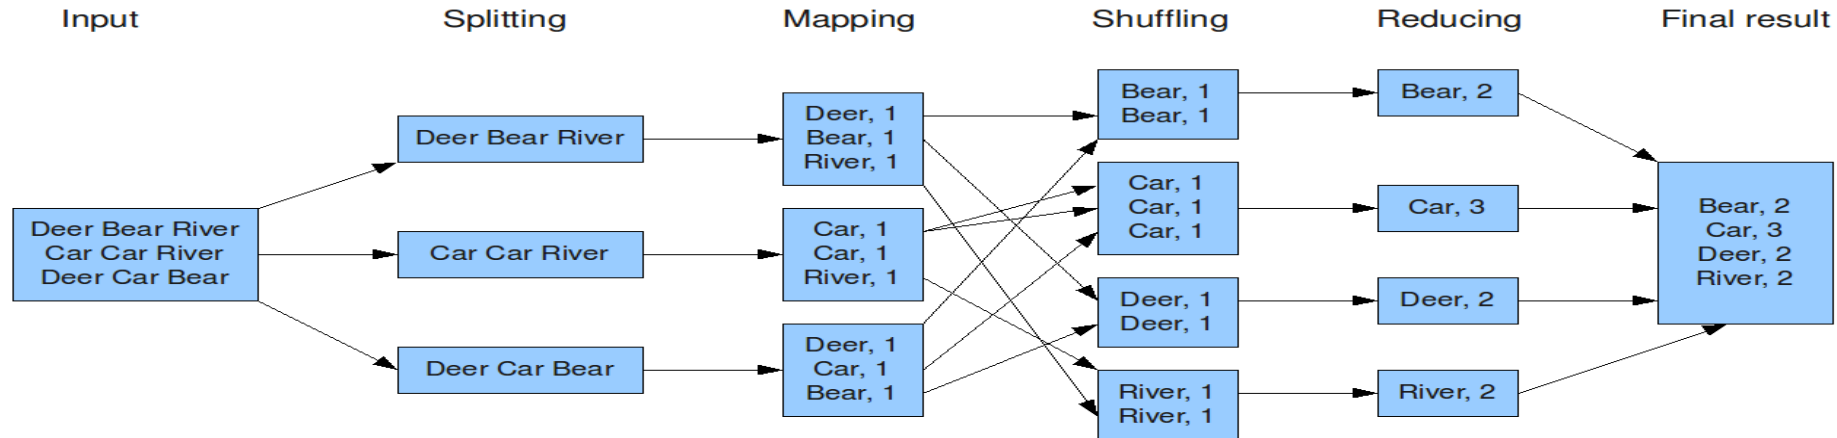 Input
Splitting
Mapping
Shuffling
Reducing
Final result
Deer Bear River
Car Car River
Deer Car Bear
Deer Bear River
Car Car River
Deer Car Bear
Deer, 1
Bear, 1
River, 1
Car, 1
Car, 1
River, 1
Deer, 1
Car, 1
Bear, 1
Bear, 1
Bear, 1
Car, 1
Car, 1
Car, 1
Deer, 1
Deer, 1
River, 1
River, 1
Bear, 2
Car, 3
Deer, 2
River, 2
Bear, 2
Car, 3
Deer, 2
River, 2